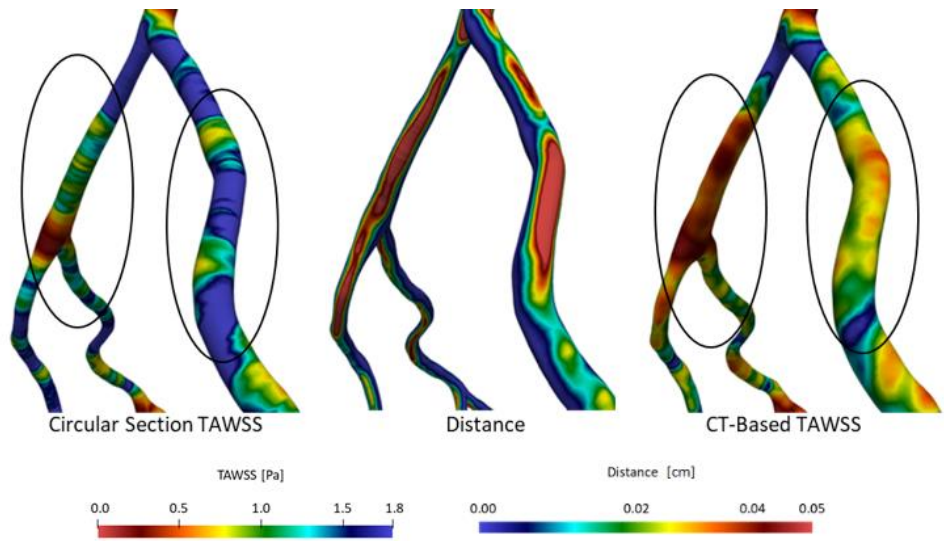 Circular Section TAWSS
Distance
CT-Based TAWSS
TAWSS [Pa]
0.0 0.5 1.0 1.5 1.8
Distance [cm]
0.00 0.02 0.04 0.05